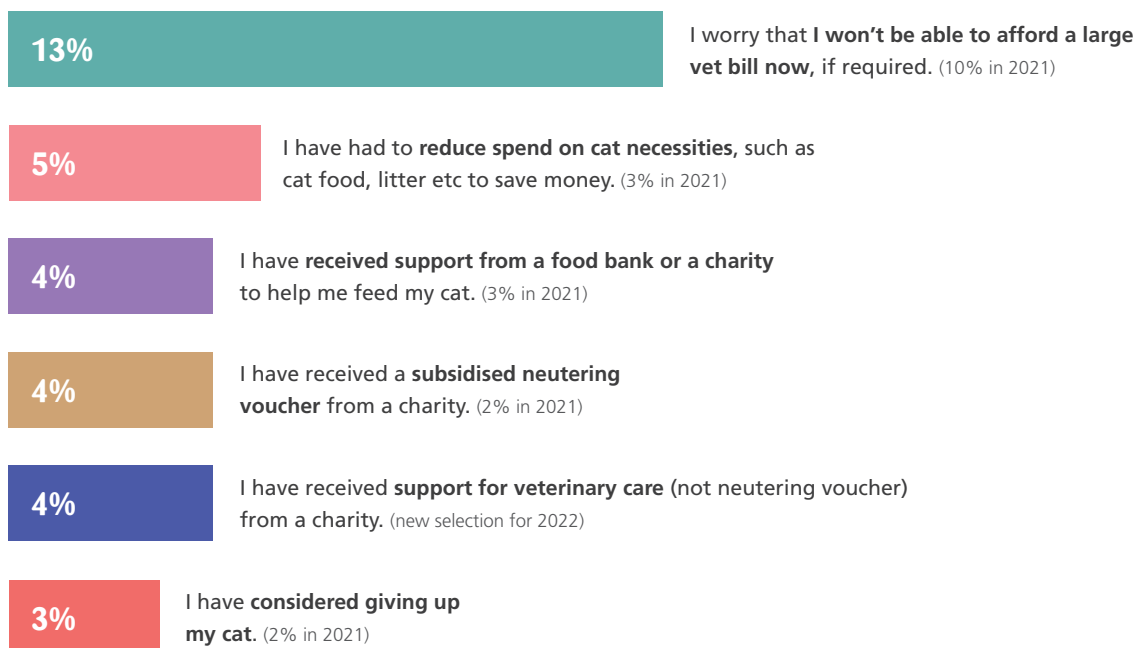 13%
I worry that I won’t be able to afford a large
vet bill now, if required. (10% in 2021)
5%
I have had to reduce spend on cat necessities, such as
cat food, litter etc to save money. (3% in 2021)
4%
I have received support from a food bank or a charity
to help me feed my cat. (3% in 2021)
4%
I have received a subsidised neutering
voucher from a charity. (2% in 2021)
4%
I have received support for veterinary care (not neutering voucher)
from a charity. (new selection for 2022)
3%
I have considered giving up
my cat. (2% in 2021)